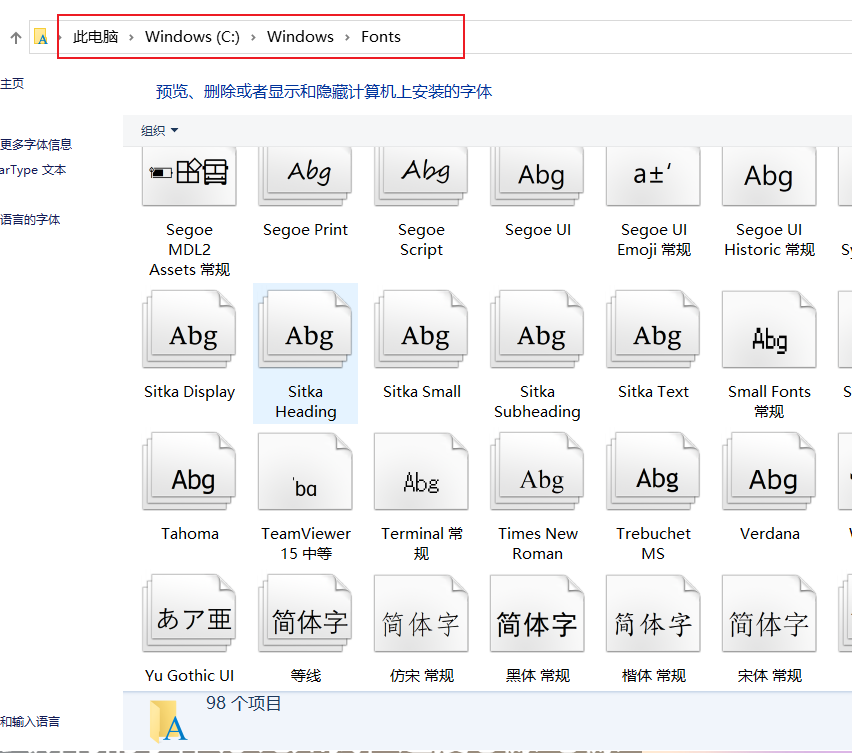 此电脑 › Windows (C:) › Windows › Fonts
主页
预览、删除或者显示和隐藏计算机上安装的字体
组织
更多字体信息
arType 文本
语言的字体
Abg Abg Abg a±ʻ Abg
Segoe MDL2 Assets 常规
Segoe Print
Segoe Script
Segoe UI
Segoe UI Emoji 常规
Segoe UI Historic 常规
Abg Abg Abg Abg Abg Abg
Sitka Display
Sitka Heading
Sitka Small
Sitka Subheading
Sitka Text
Small Fonts 常规
Abg ʻba Abg Abg Abg Abg
Tahoma
TeamViewer 15 中等
Terminal 常规
Times New Roman
Trebuchet MS
Verdana
あア亜 简体字 简体字 简体字 简体字 简体字
Yu Gothic UI
等线
仿宋 常规
黑体 常规
楷体 常规
宋体 常规
98 个项目
和输入语言